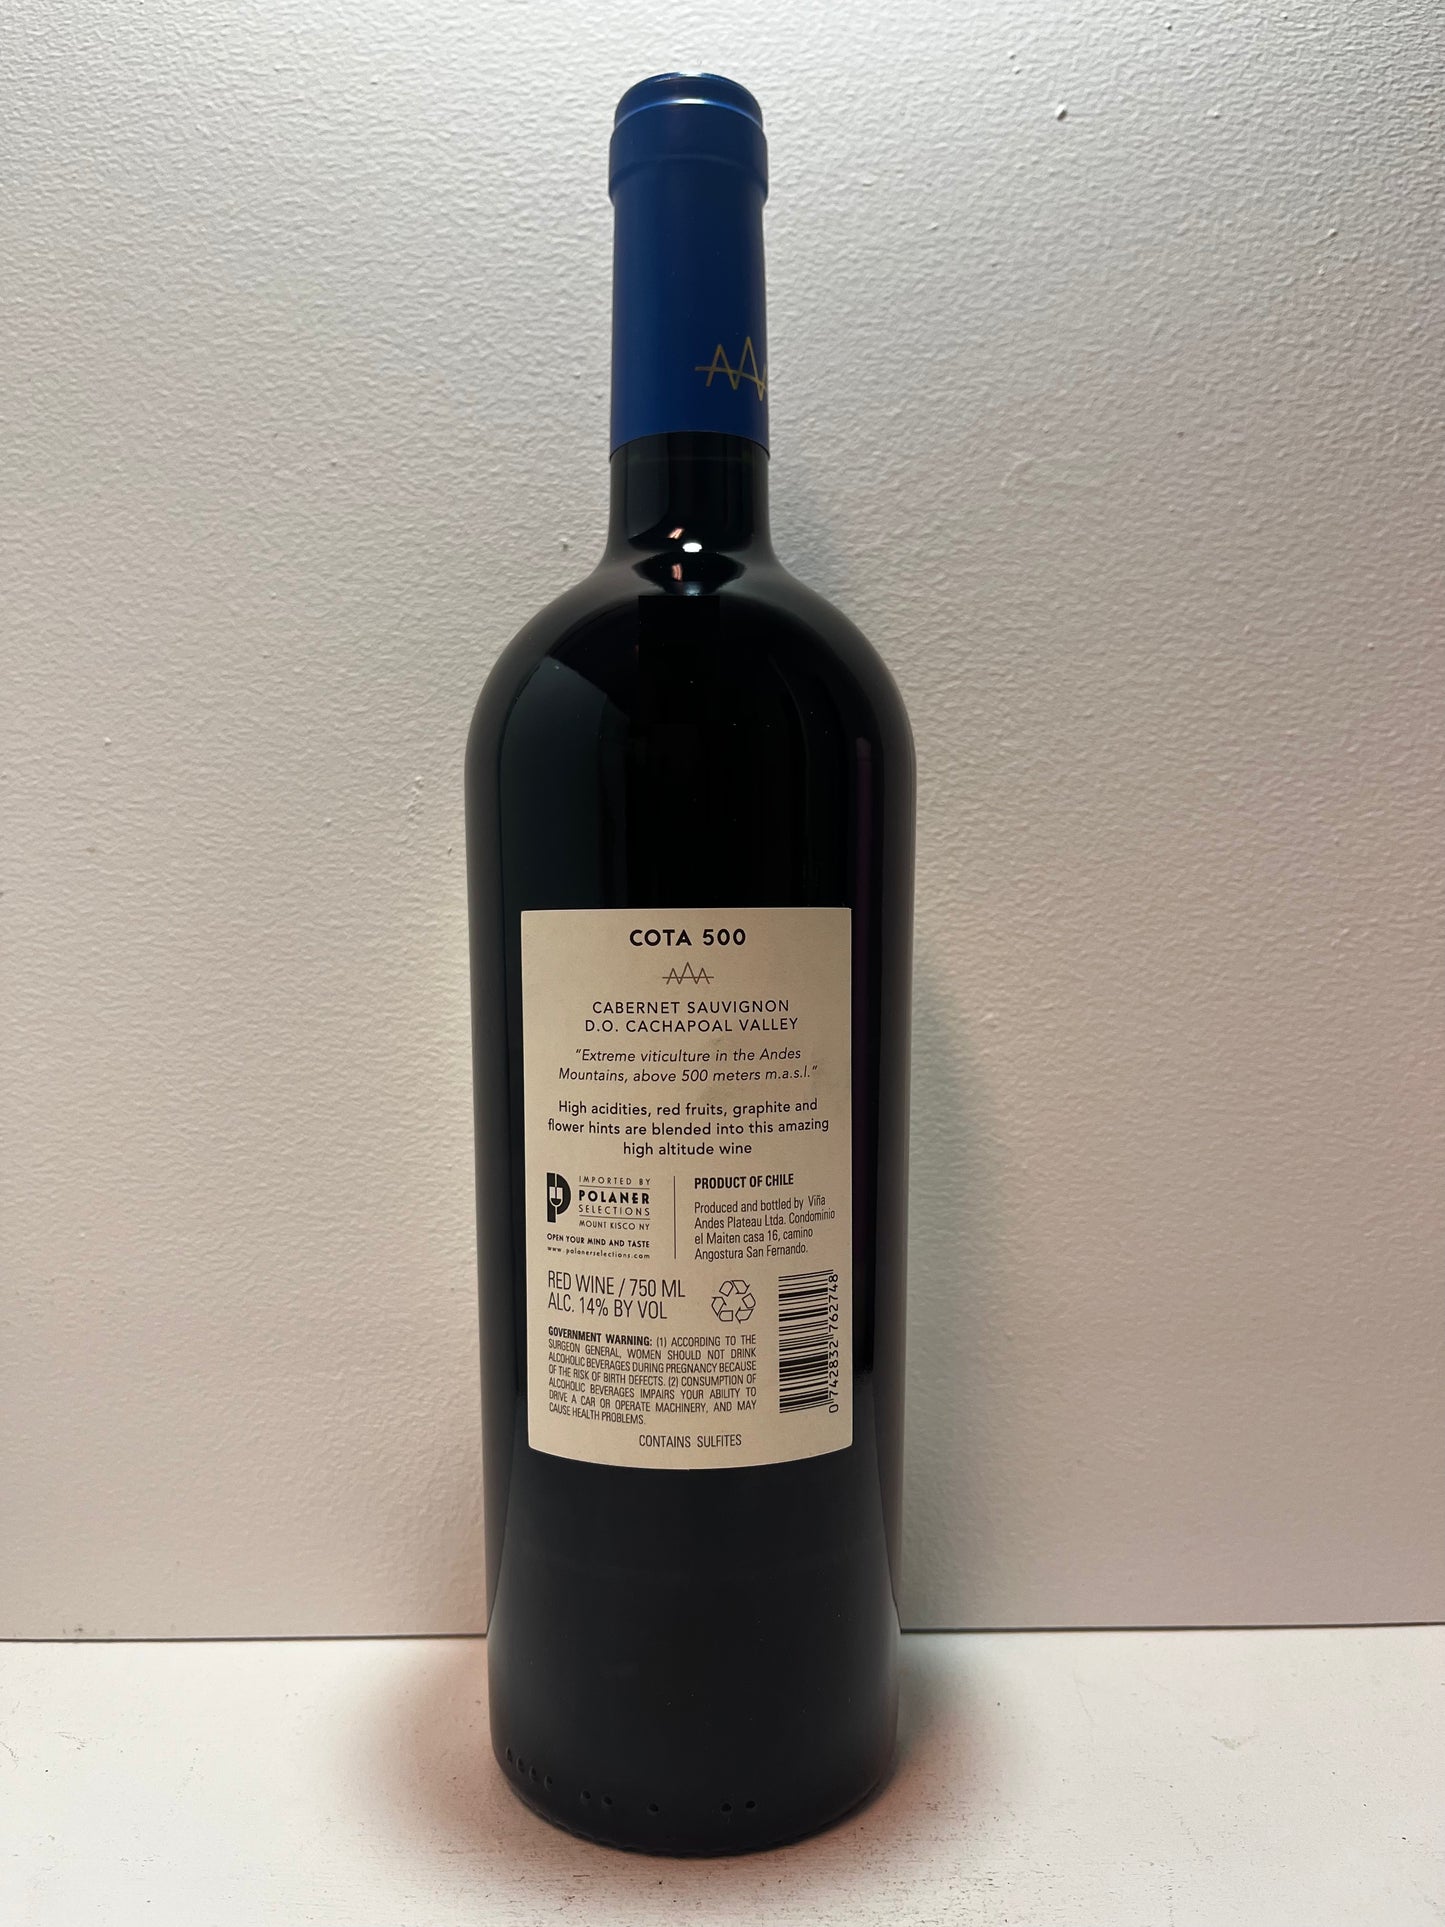 COTA 500
CABERNET SAUVIGNON
D.O. CACHAPOAL VALLEY
"Extreme viticulture in the Andes
Mountains, above 500 meters m.a.s.l."
High acidities, red fruits, graphite and
flower hints are blended into this amazing
high altitude wine
IMPORTED BY
POLANER
SELECTIONS
MOUNT KISCO NY
OPEN YOUR MIND AND TASTE
www.polanerselections.com
PRODUCT OF CHILE
Produced and bottled by Viña
Andes Plateau Ltda. Condominio
el Maiten casa 16, camino
Angostura San Fernando.
RED WINE / 750 ML
ALC. 14% BY VOL
GOVERNMENT WARNING: (1) ACCORDING TO THE
SURGEON GENERAL, WOMEN SHOULD NOT DRINK
ALCOHOLIC BEVERAGES DURING PREGNANCY BECAUSE
OF THE RISK OF BIRTH DEFECTS. (2) CONSUMPTION OF
ALCOHOLIC BEVERAGES IMPAIRS YOUR ABILITY TO
DRIVE A CAR OR OPERATE MACHINERY, AND MAY
CAUSE HEALTH PROBLEMS.
0 742832 762748
CONTAINS SULFITES